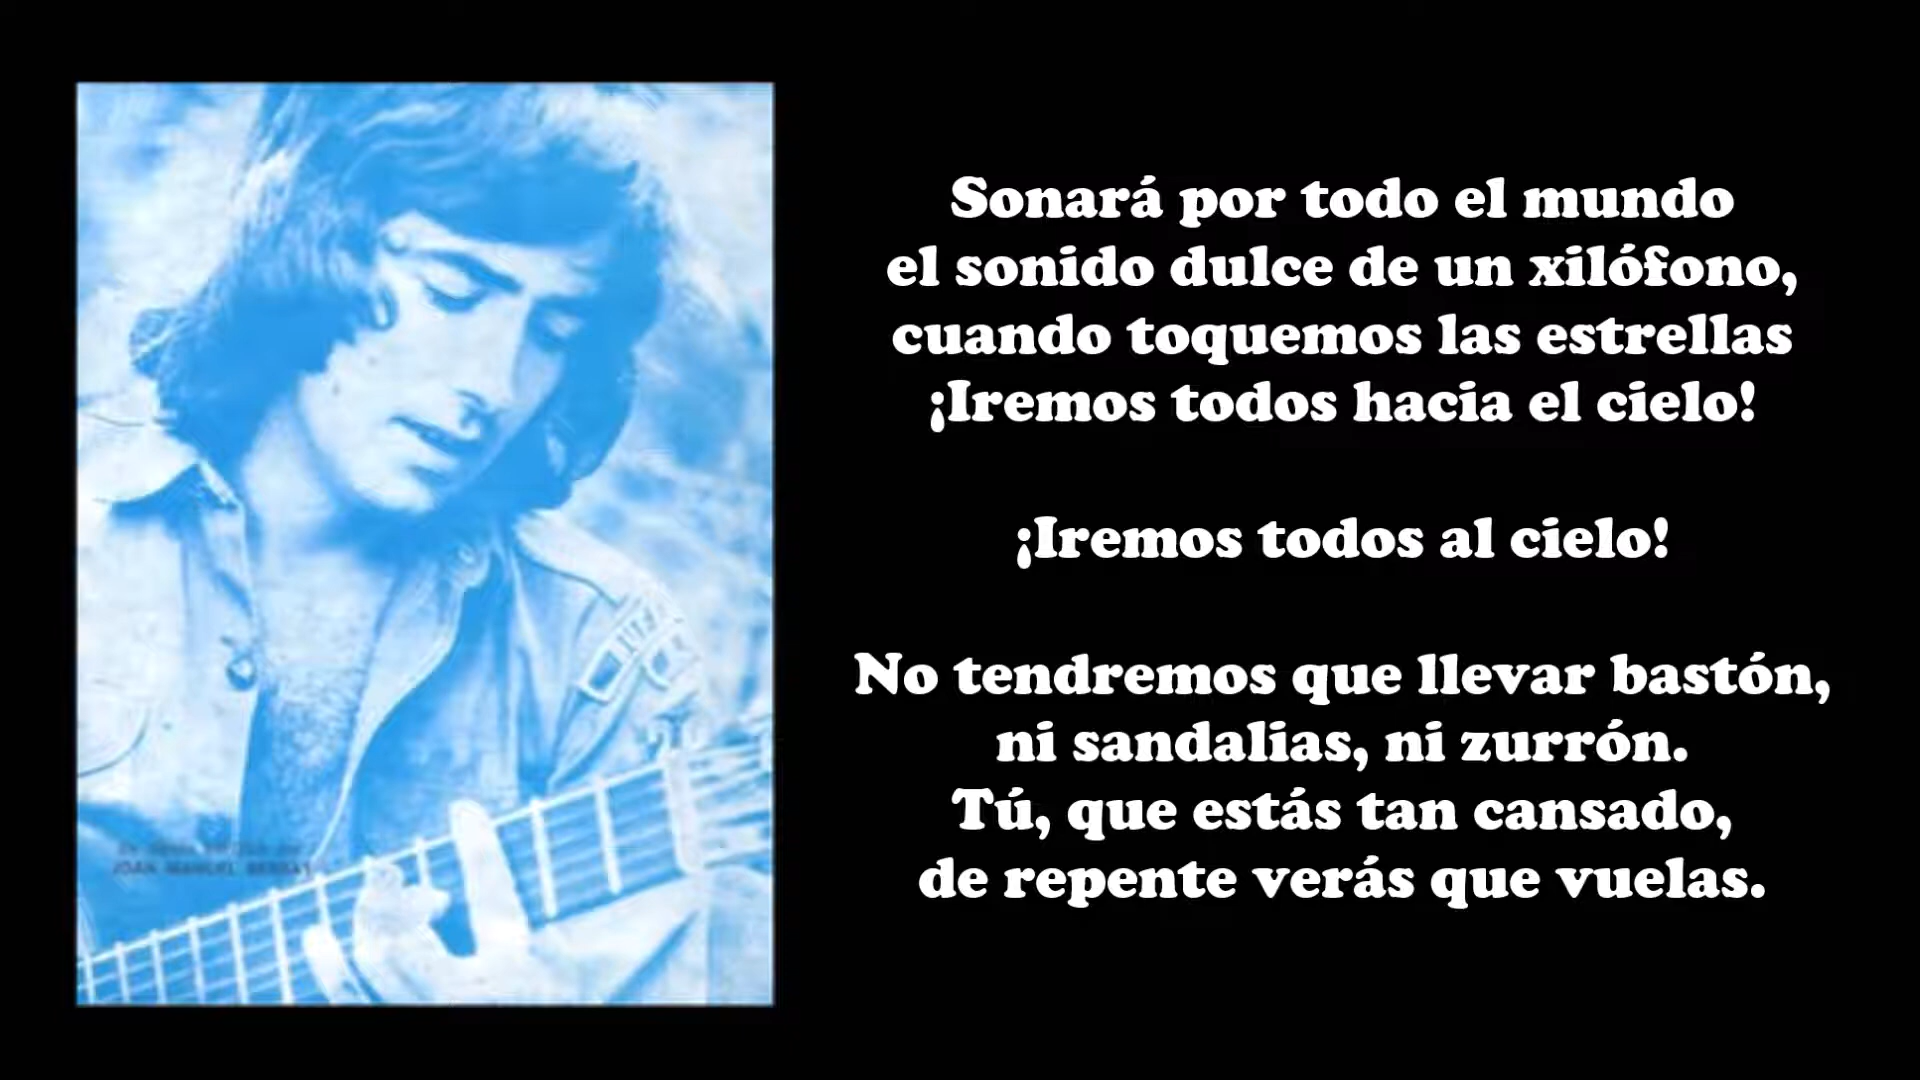 Sonará por todo el mundo
el sonido dulce de un xilófono,
cuando toquemos las estrellas
¡Iremos todos hacia el cielo!
¡Iremos todos al cielo!
No tendremos que llevar bastón,
ni sandalias, ni zurrón.
Tú, que estás tan cansado,
de repente verás que vuelas.
JOAN MANUEL SERRAT